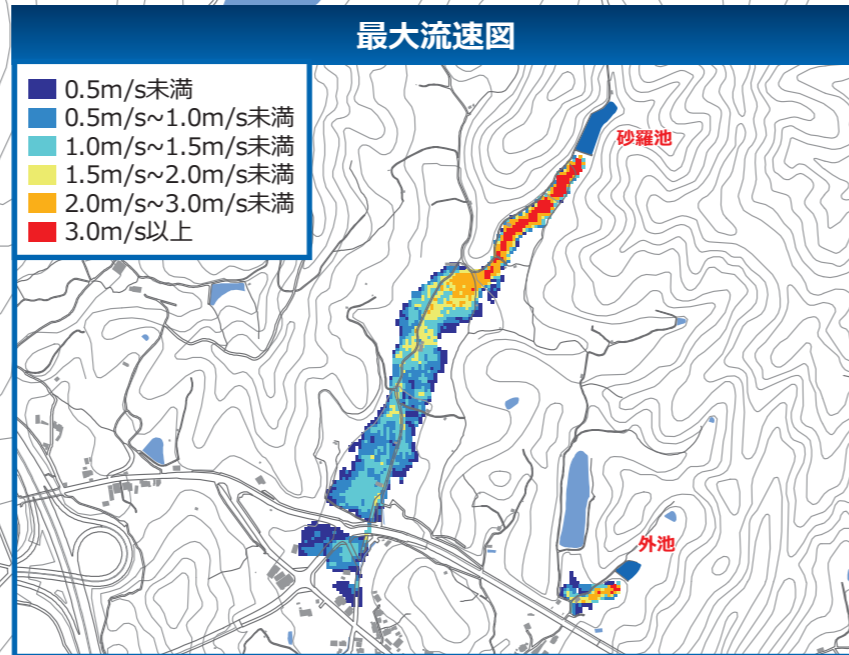 最大流速図
0.5m/s未満
0.5m/s~1.0m/s未満
1.0m/s~1.5m/s未満
1.5m/s~2.0m/s未満
2.0m/s~3.0m/s未満
3.0m/s以上
砂羅池
外池